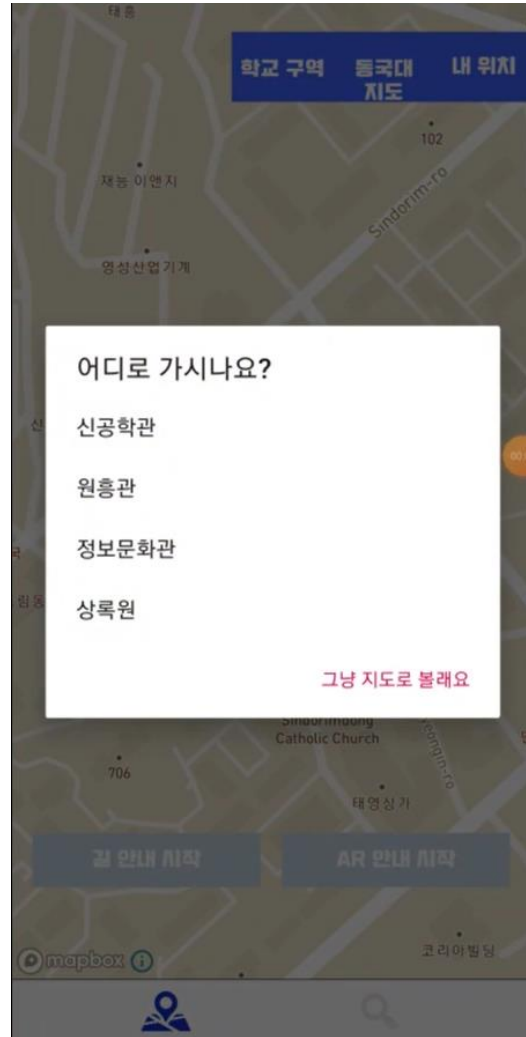 태흥
학교 구역 동국대 지도 내 위치
102
재능 이앤지
Sindorim-ro
영성산업기계
어디로 가시나요?
신
신공학관
원흥관
정보문화관
림동
상록원
그냥 지도로 볼래요
Sindorimdong
Catholic Church
706
태영상가
길 안내 시작 AR 안내 시작
코리아빌딩
mapbox